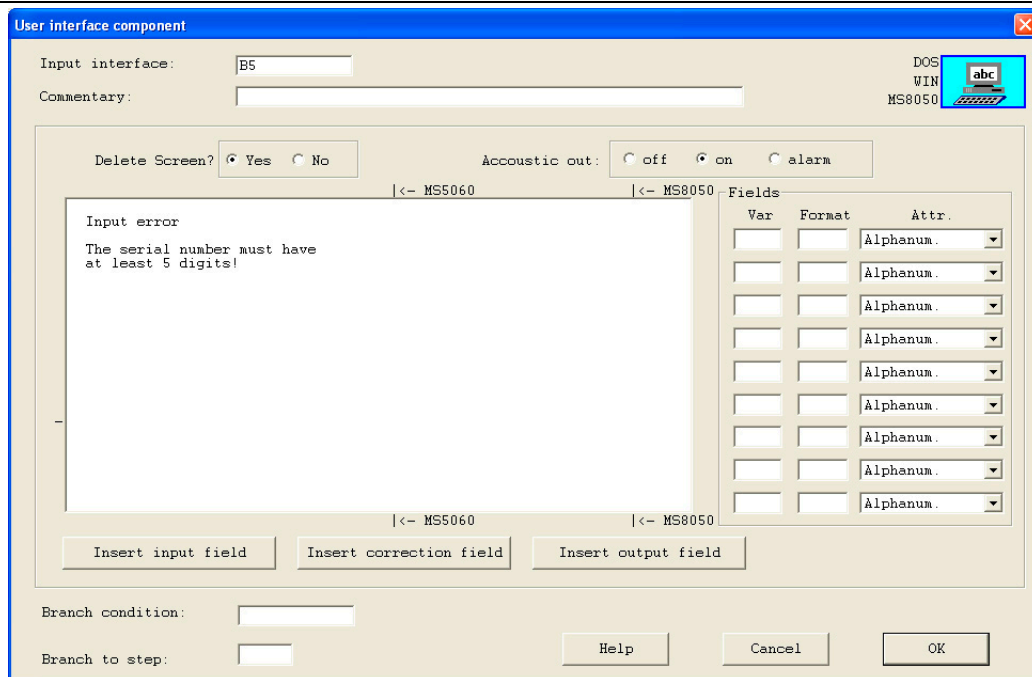 User interface component
Input interface: B5
DOS
WIN
MS8050
abc
Commentary:
Delete Screen? Yes No
Accoustic out: off on alarm
|<- MS5060 |<- MS8050
Fields
Var Format Attr.
Input error
The serial number must have
at least 5 digits!
Alphanum.
Alphanum.
Alphanum.
Alphanum.
Alphanum.
Alphanum.
Alphanum.
Alphanum.
Alphanum.
|<- MS5060 |<- MS8050
Insert input field Insert correction field Insert output field
Branch condition:
Branch to step:
Help Cancel OK